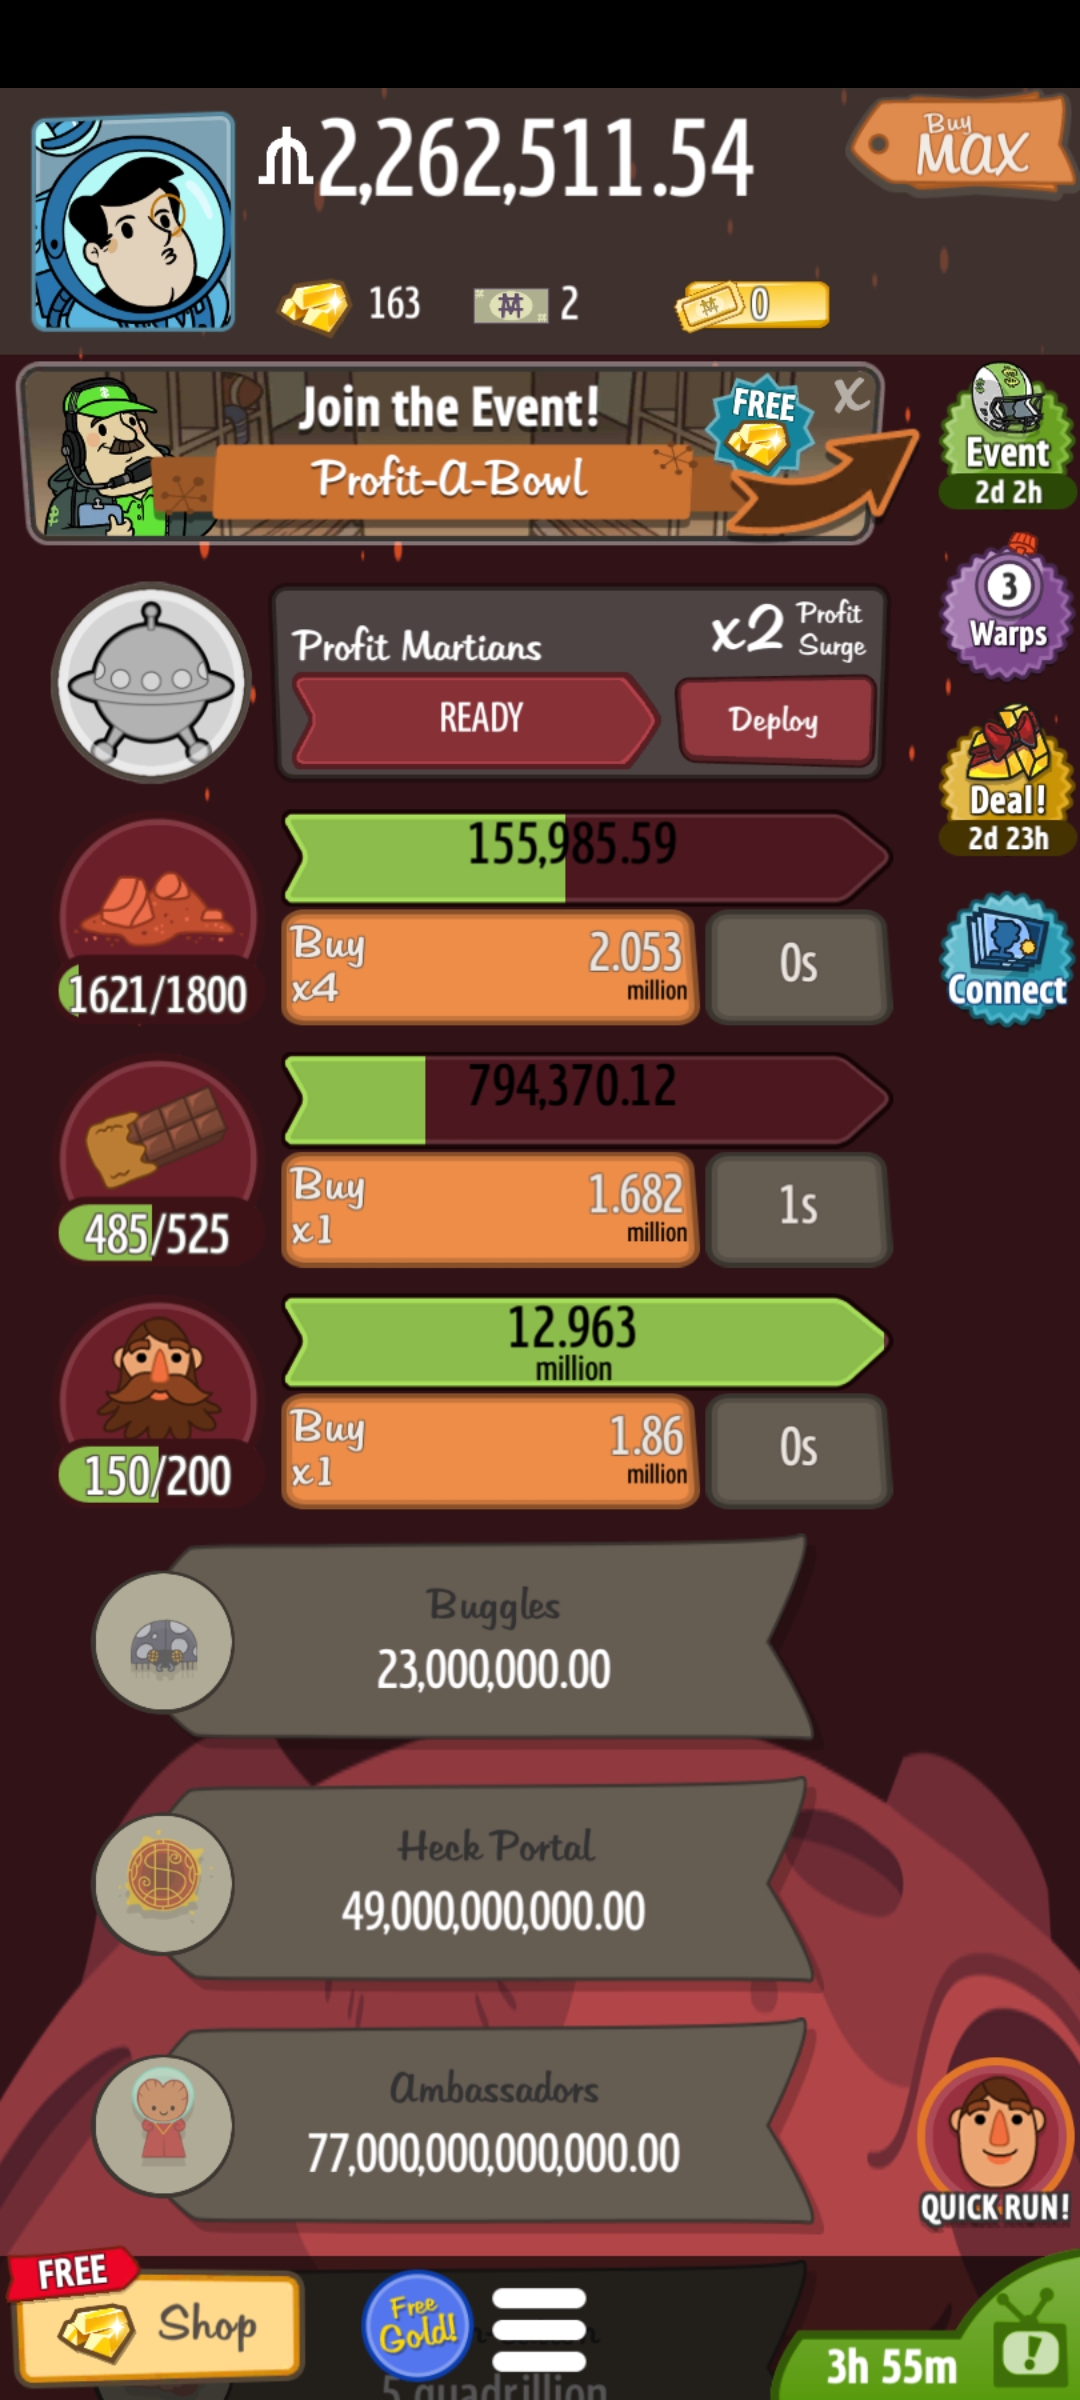 2,262,511.54
Buy
MAX
163
2
0
Join the Event!
FREE
X
Profit-A-Bowl
Event
2d 2h
3
Warps
Profit Martians
x2 Profit Surge
READY
Deploy
Deal!
2d 23h
155,985.59
1621/1800
Buy
x4
2.053
million
0s
Connect
794,370.12
485/525
Buy
x1
1.682
million
1s
12.963
million
150/200
Buy
x1
1.86
million
0s
Buggles
23,000,000.00
Heck Portal
49,000,000,000.00
Ambassadors
77,000,000,000,000.00
QUICK RUN!
FREE
Shop
Free
Gold!
3h 55m
5 quadrillion